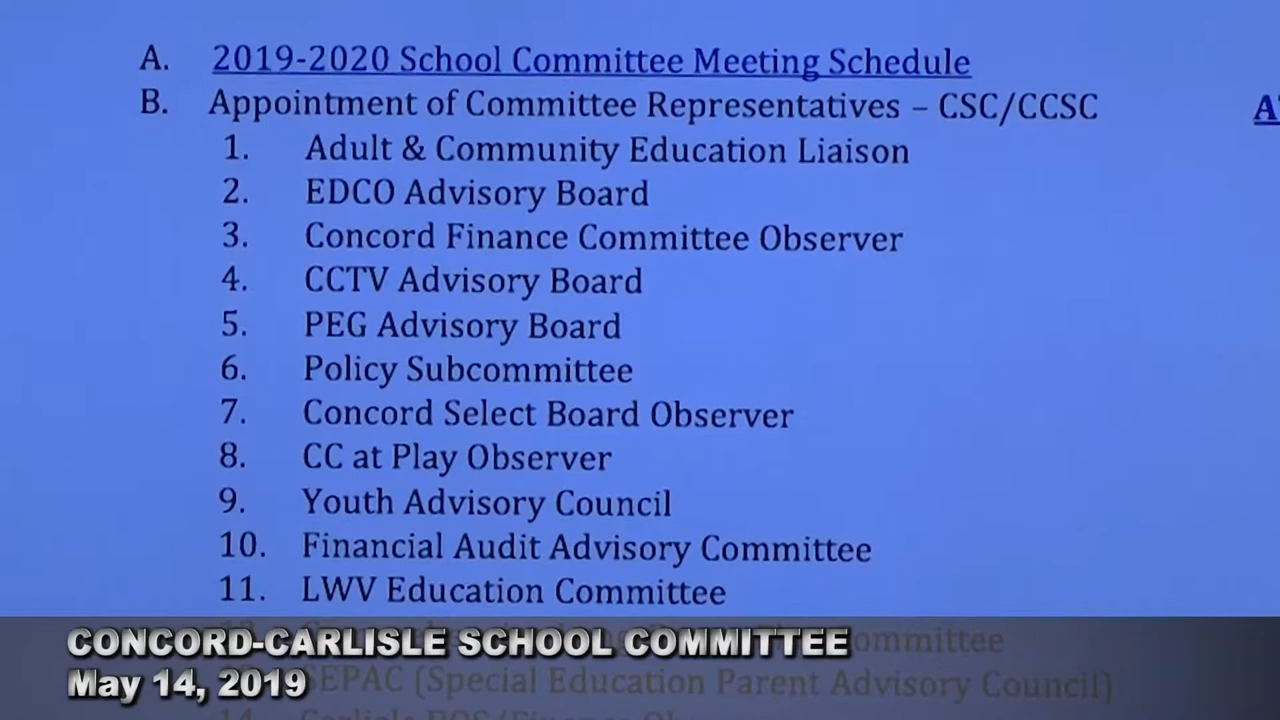 A. 2019-2020 School Committee Meeting Schedule
B. Appointment of Committee Representatives – CSC/CCSC
1. Adult & Community Education Liaison
2. EDCO Advisory Board
3. Concord Finance Committee Observer
4. CCTV Advisory Board
5. PEG Advisory Board
6. Policy Subcommittee
7. Concord Select Board Observer
8. CC at Play Observer
9. Youth Advisory Council
10. Financial Audit Advisory Committee
11. LWV Education Committee
CONCORD-CARLISLE SCHOOL COMMITTEE
May 14, 2019
SEPAC (Special Education Parent Advisory Council)